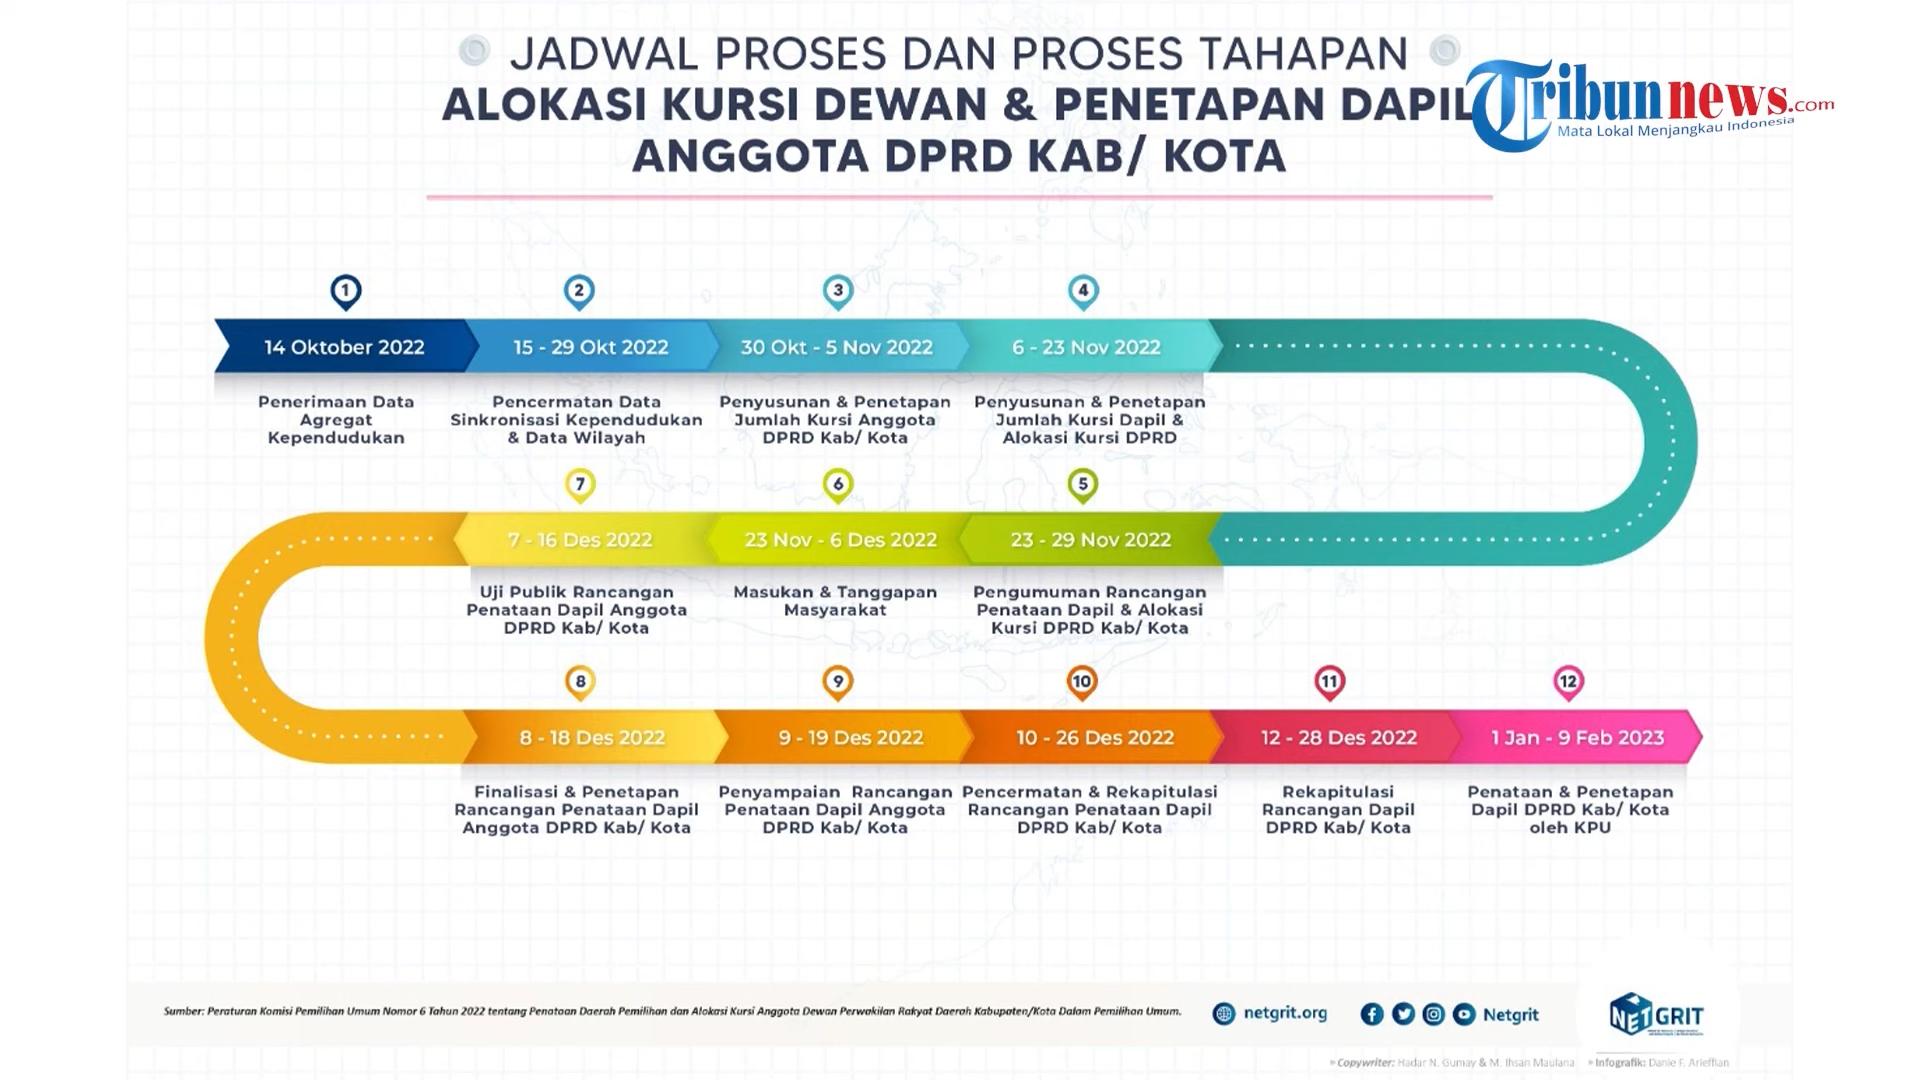 JADWAL PROSES DAN PROSES TAHAPAN
ALOKASI KURSI DEWAN & PENETAPAN DAPIL
ANGGOTA DPRD KAB/ KOTA
Tribunnews.com
Mata Lokal Menjangkau Indonesia
1
14 Oktober 2022
Penerimaan Data
Agregat
Kependudukan
2
15 - 29 Okt 2022
Pencermatan Data
Sinkronisasi Kependudukan
& Data Wilayah
3
30 Okt - 5 Nov 2022
Penyusunan & Penetapan
Jumlah Kursi Anggota
DPRD Kab/ Kota
4
6 - 23 Nov 2022
Penyusunan & Penetapan
Jumlah Kursi Dapil &
Alokasi Kursi DPRD
5
23 - 29 Nov 2022
Pengumuman Rancangan
Penataan Dapil & Alokasi
Kursi DPRD Kab/ Kota
6
23 Nov - 6 Des 2022
Masukan & Tanggapan
Masyarakat
7
7 - 16 Des 2022
Uji Publik Rancangan
Penataan Dapil Anggota
DPRD Kab/ Kota
8
8 - 18 Des 2022
Finalisasi & Penetapan
Rancangan Penataan Dapil
Anggota DPRD Kab/ Kota
9
9 - 19 Des 2022
Penyampaian Rancangan
Penataan Dapil Anggota
DPRD Kab/ Kota
10
10 - 26 Des 2022
Pencermatan & Rekapitulasi
Rancangan Penataan Dapil
DPRD Kab/ Kota
11
12 - 28 Des 2022
Rekapitulasi
Rancangan Dapil
DPRD Kab/ Kota
12
1 Jan - 9 Feb 2023
Penataan & Penetapan
Dapil DPRD Kab/ Kota
oleh KPU
Sumber: Peraturan Komisi Pemilihan Umum Nomor 6 Tahun 2022 tentang Penataan Daerah Pemilihan dan Alokasi Kursi Anggota Dewan Perwakilan Rakyat Daerah Kabupaten/Kota Dalam Pemilihan Umum.
netgrit.org
Netgrit
NETGRIT
Copywriter: Hadar N. Gumay & M. Ihsan Maulana
Infografik: Danie F. Arieffian